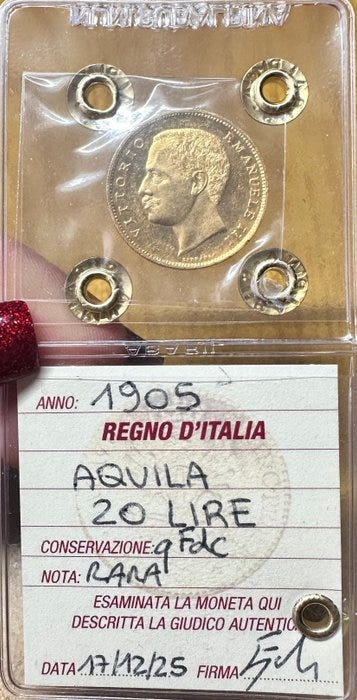 VITTORIO EMANUELE III
ANNO: 1905
REGNO D'ITALIA
AQUILA
20 LIRE
CONSERVAZIONE: qFdc
NOTA: RARA
ESAMINATA LA MONETA QUI
DESCRITTA LA GIUDICO AUTENTIC
DATA 17/12/25 FIRMA